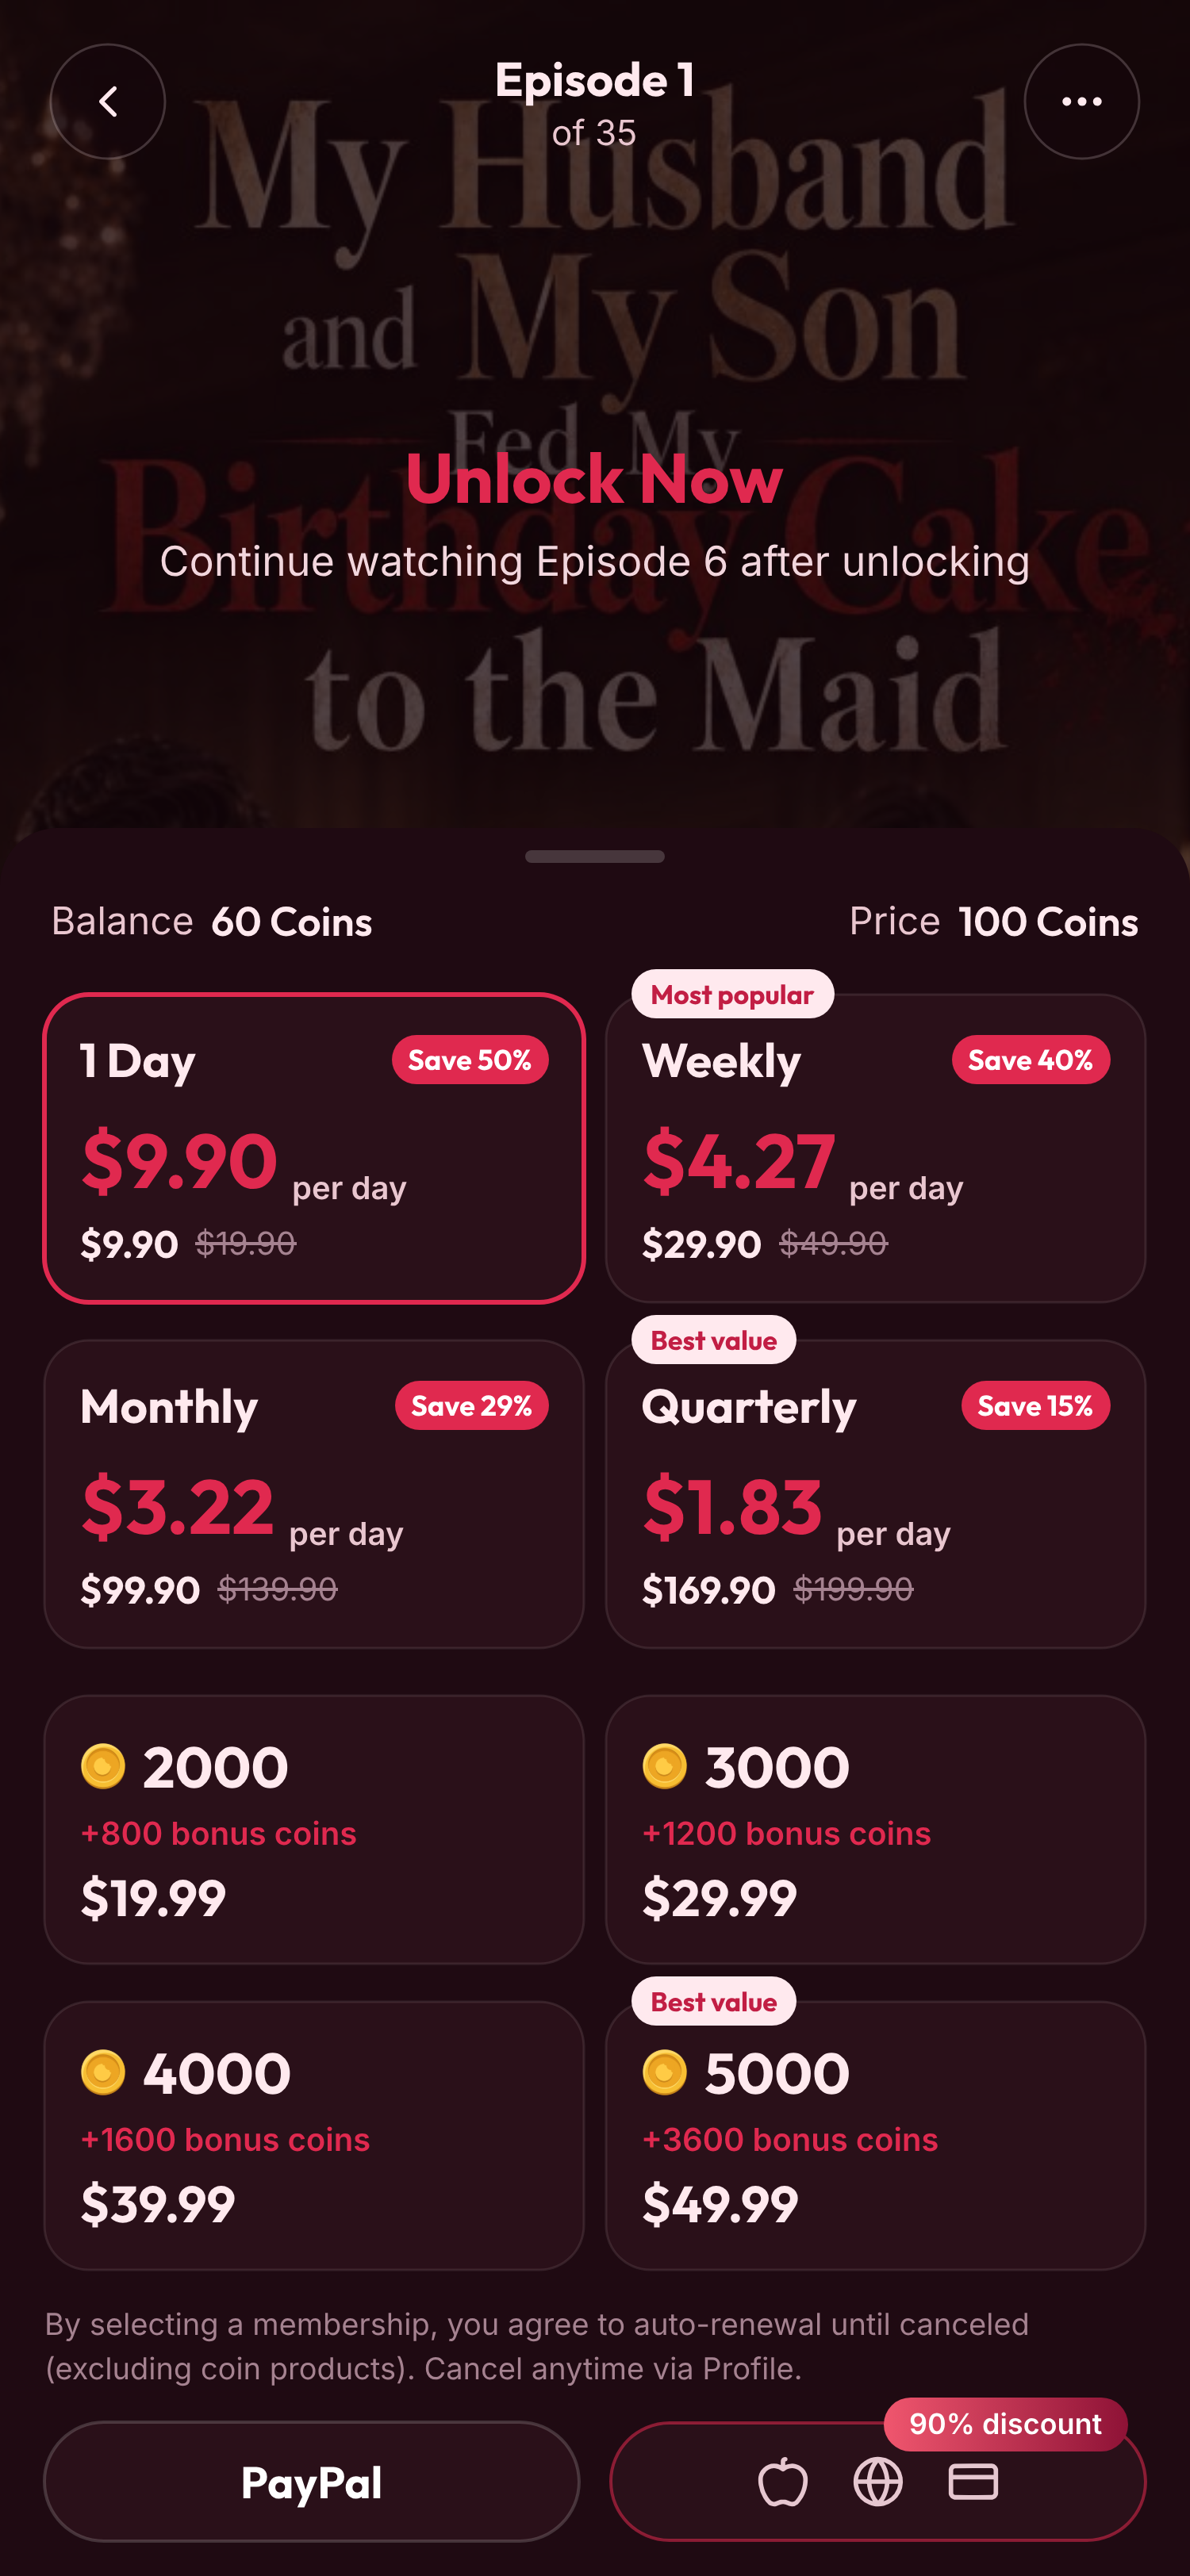 Episode 1
of 35
My Husband
and My Son
Fed My
Unlock Now
Birthday Cake
Continue watching Episode 6 after unlocking
to the Maid
Balance 60 Coins
Price 100 Coins
Most popular
1 Day
Save 50%
$9.90 per day
$9.90 $19.90
Weekly
Save 40%
$4.27 per day
$29.90 $49.90
Best value
Monthly
Save 29%
$3.22 per day
$99.90 $139.90
Quarterly
Save 15%
$1.83 per day
$169.90 $199.90
2000
+800 bonus coins
$19.99
3000
+1200 bonus coins
$29.99
4000
+1600 bonus coins
$39.99
Best value
5000
+3600 bonus coins
$49.99
By selecting a membership, you agree to auto-renewal until canceled
(excluding coin products). Cancel anytime via Profile.
PayPal
90% discount